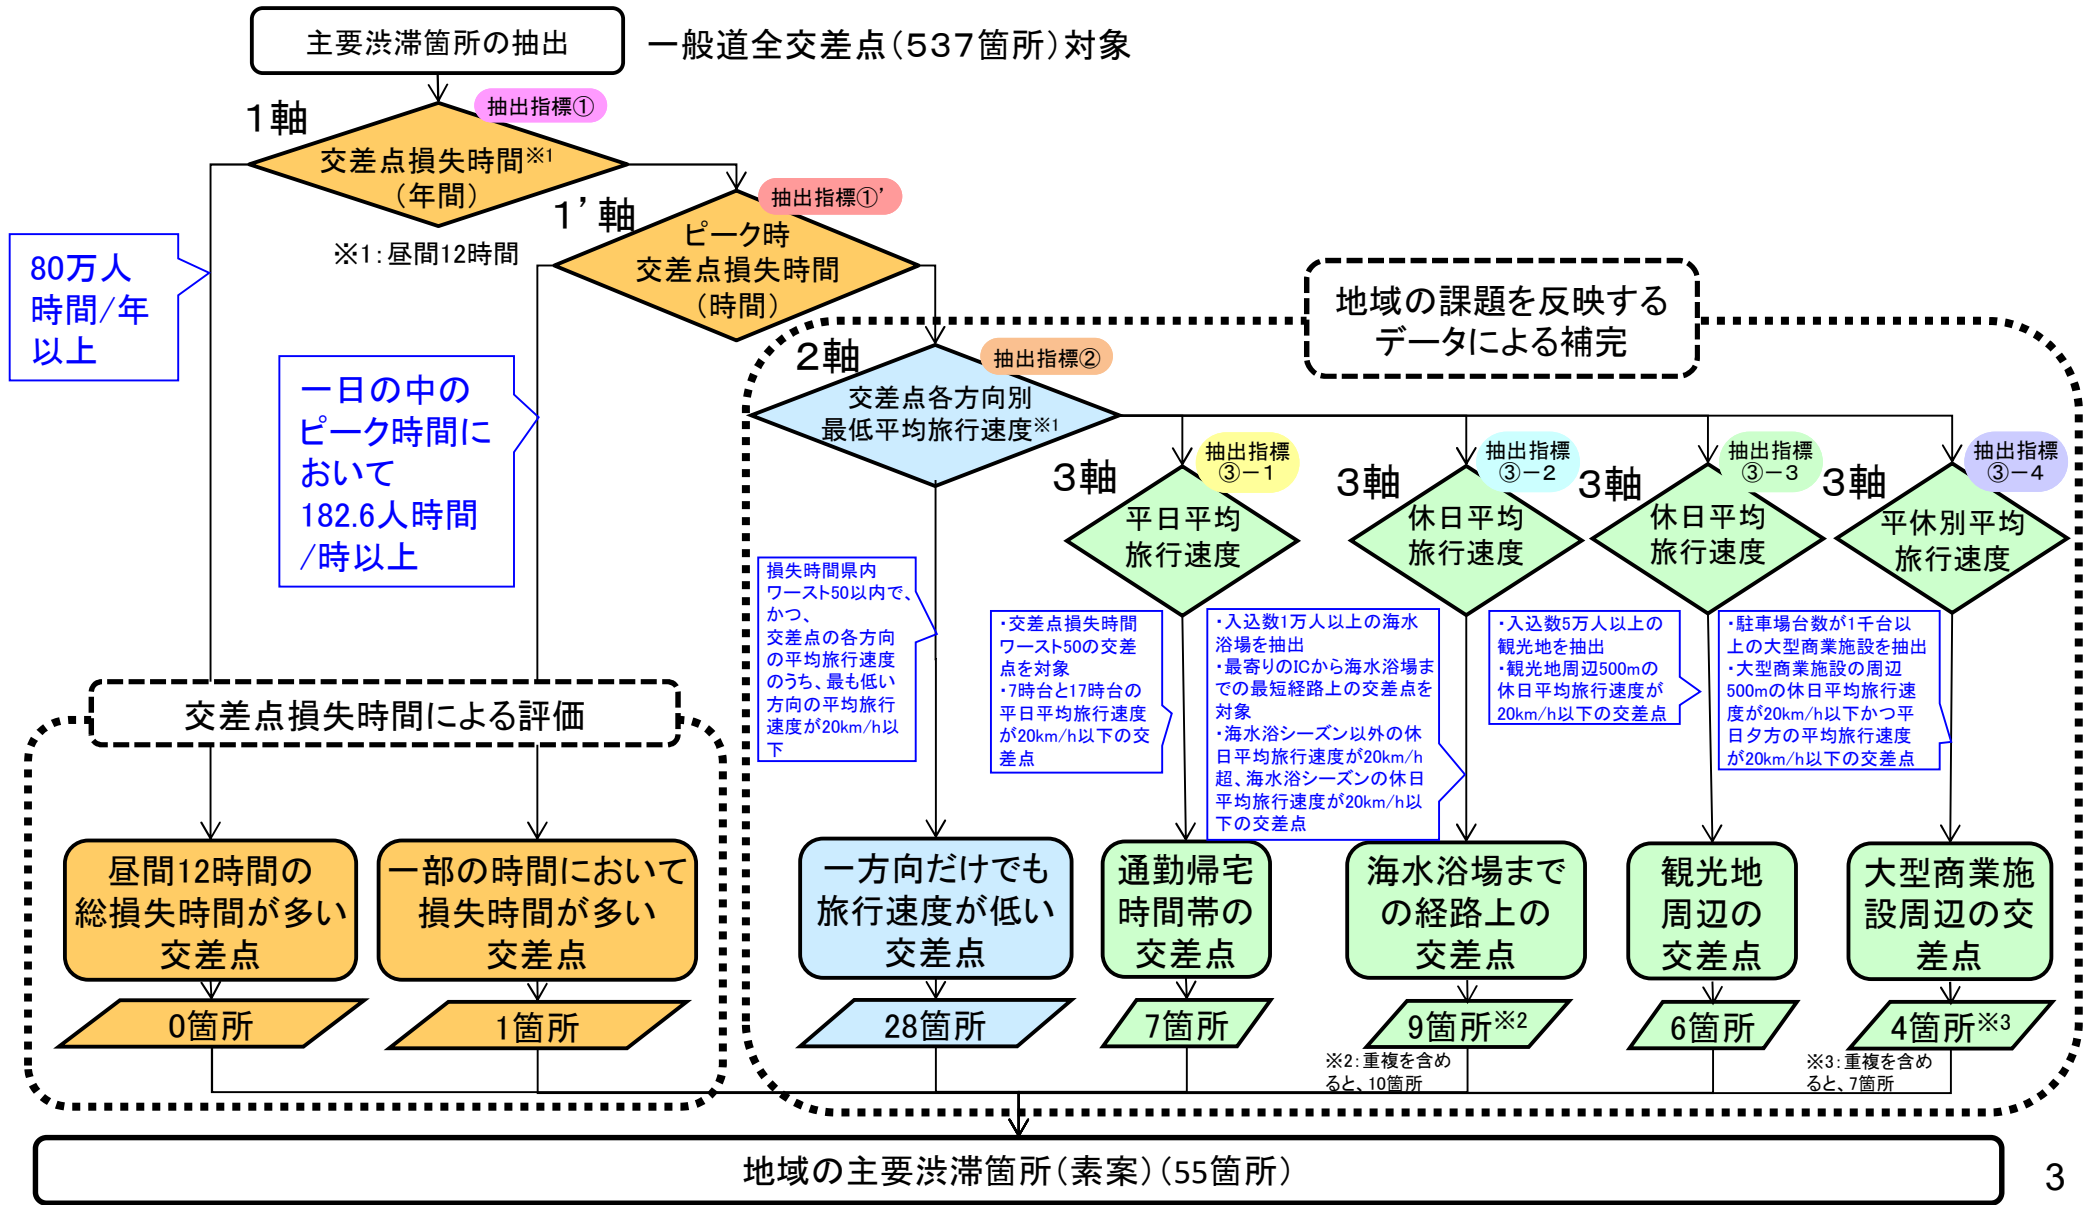 主要渋滞箇所の抽出
一般道全交差点（５３７箇所）対象
１軸
抽出指標①
交差点損失時間※1
（年間）
※1：昼間12時間
１’軸
抽出指標①’
ピーク時
交差点損失時間
（時間）
80万人
時間/年
以上
一日の中の
ピーク時間に
おいて
182.6人時間
/時以上
地域の課題を反映する
データによる補完
２軸
抽出指標②
交差点各方向別
最低平均旅行速度※1
３軸
抽出指標
③－１
平日平均
旅行速度
３軸
抽出指標
③－２
休日平均
旅行速度
３軸
抽出指標
③－３
休日平均
旅行速度
３軸
抽出指標
③－４
平休別平均
旅行速度
損失時間県内
ワースト50以内で、
かつ、
交差点の各方向
の平均旅行速度
のうち、最も低い
方向の平均旅行
速度が20km/h以
下
・交差点損失時間
ワースト50の交差
点を対象
・7時台と17時台の
平日平均旅行速度
が20km/h以下の交
差点
・入込数1万人以上の海水
浴場を抽出
・最寄りのICから海水浴場ま
での最短経路上の交差点を
対象
・海水浴シーズン以外の休
日平均旅行速度が20km/h
超、海水浴シーズンの休日
平均旅行速度が20km/h以
下の交差点
・入込数5万人以上の
観光地を抽出
・観光地周辺500mの
休日平均旅行速度が
20km/h以下の交差点
・駐車場台数が1千台以
上の大型商業施設を抽出
・大型商業施設の周辺
500mの休日平均旅行速
度が20km/h以下かつ平
日夕方の平均旅行速度
が20km/h以下の交差点
交差点損失時間による評価
昼間12時間の
総損失時間が多い
交差点
一部の時間において
損失時間が多い
交差点
一方向だけでも
旅行速度が低い
交差点
通勤帰宅
時間帯の
交差点
海水浴場まで
の経路上の
交差点
観光地
周辺の
交差点
大型商業施
設周辺の交
差点
0箇所
1箇所
28箇所
7箇所
9箇所※2
6箇所
4箇所※3
※2：重複を含め
ると、10箇所
※3：重複を含め
ると、7箇所
地域の主要渋滞箇所（素案）（55箇所）
3